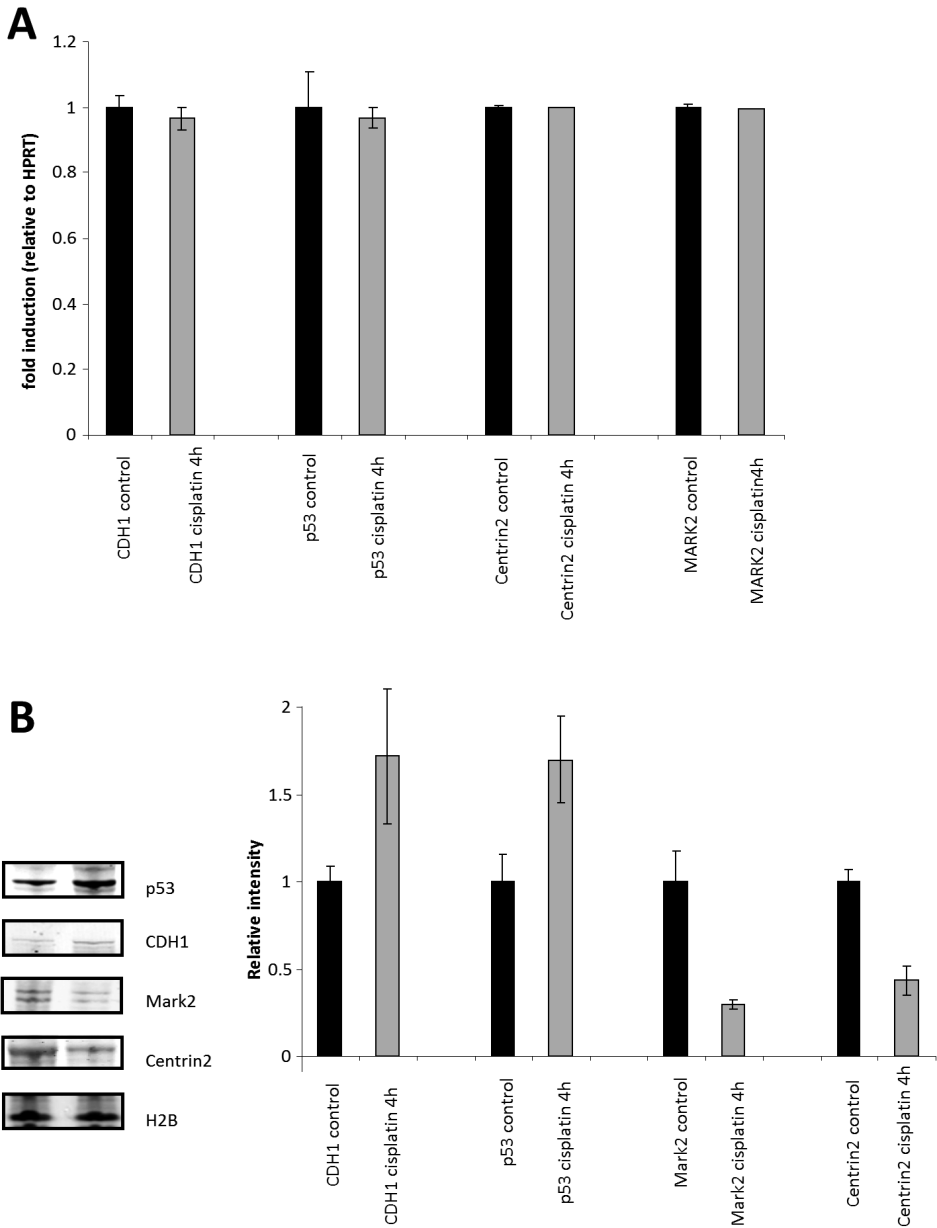 A
1.2
1
0.8
0.6
0.4
0.2
0
fold induction (relative to HPRT)
CDH1 control
CDH1 cisplatin 4h
p53 control
p53 cisplatin 4h
Centrin2 control
Centrin2 cisplatin 4h
MARK2 control
MARK2 cisplatin4h
B
p53
CDH1
Mark2
Centrin2
H2B
2
1.5
1
0.5
0
Relative intensity
CDH1 control
CDH1 cisplatin 4h
p53 control
p53 cisplatin 4h
Mark2 control
Mark2 cisplatin 4h
Centrin2 control
Centrin2 cisplatin 4h